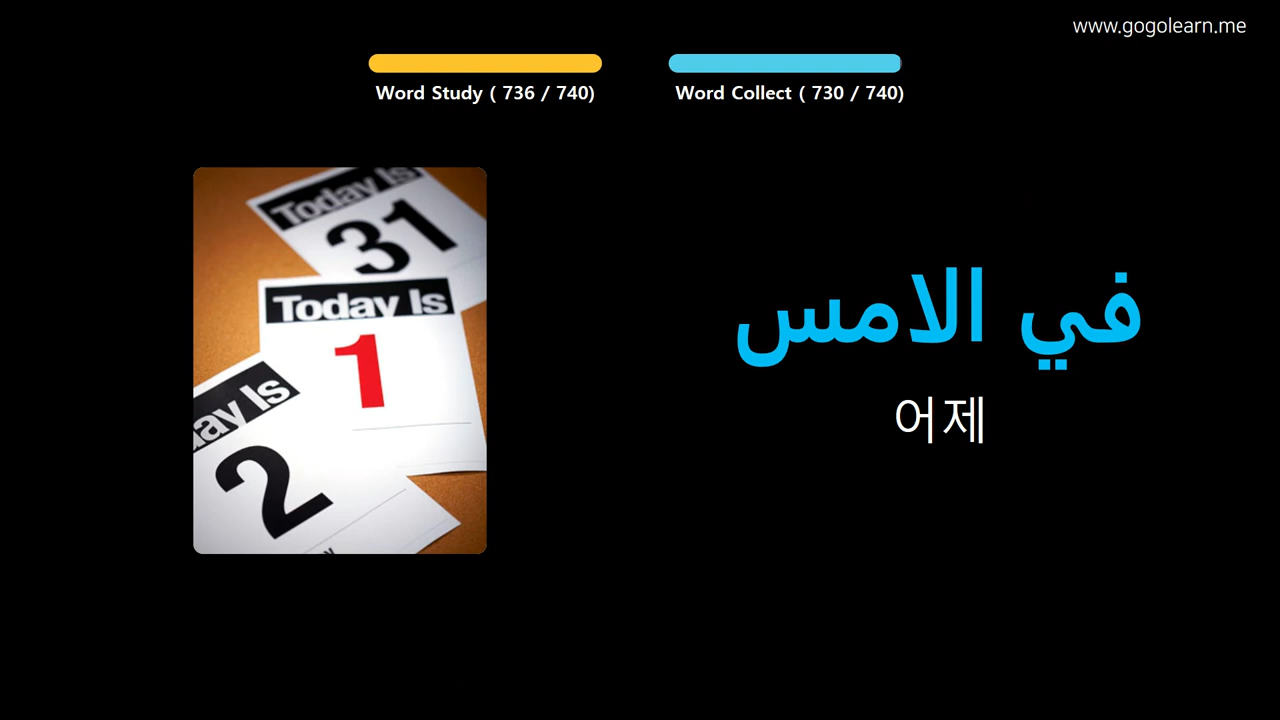 www.gogolearn.me
Word Study ( 736 / 740)
Word Collect ( 730 / 740)
Today Is
31
Today Is
1
ay Is
2
في الامس
어제